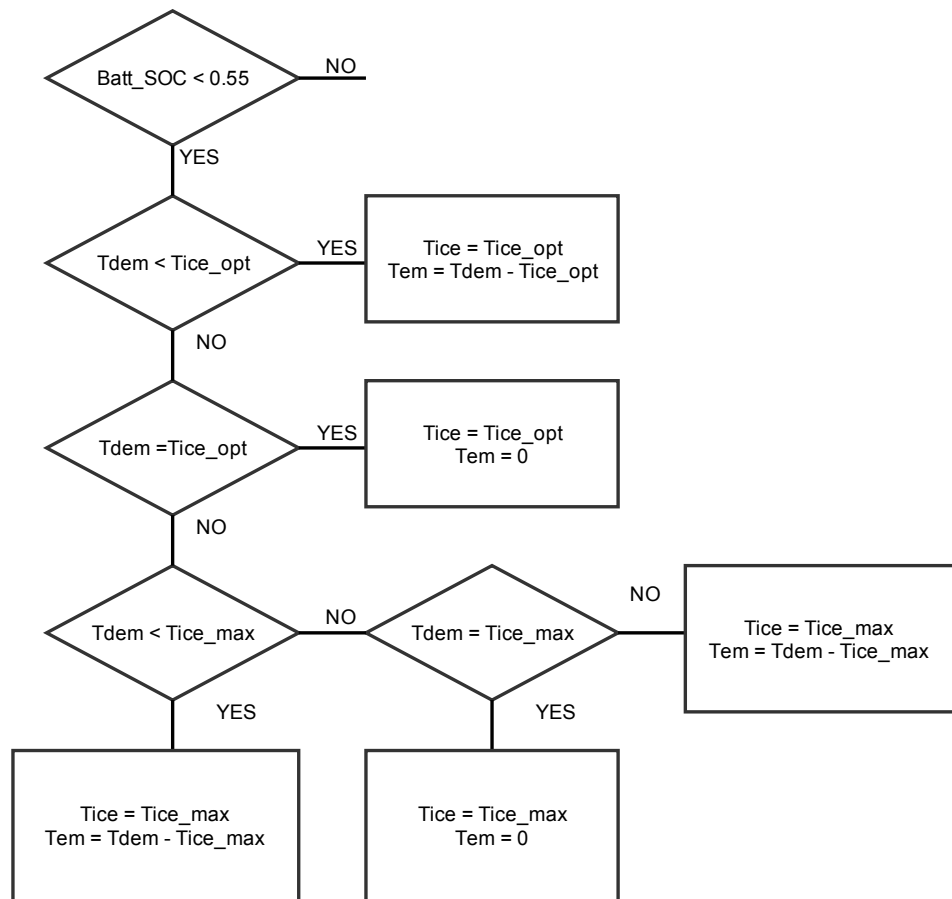 Batt_SOC < 0.55
NO
YES
Tdem < Tice_opt
YES
Tice = Tice_opt
Tem = Tdem - Tice_opt
NO
Tdem =Tice_opt
YES
Tice = Tice_opt
Tem = 0
NO
Tdem < Tice_max
NO
Tdem = Tice_max
NO
Tice = Tice_max
Tem = Tdem - Tice_max
YES
YES
Tice = Tice_max
Tem = Tdem - Tice_max
Tice = Tice_max
Tem = 0